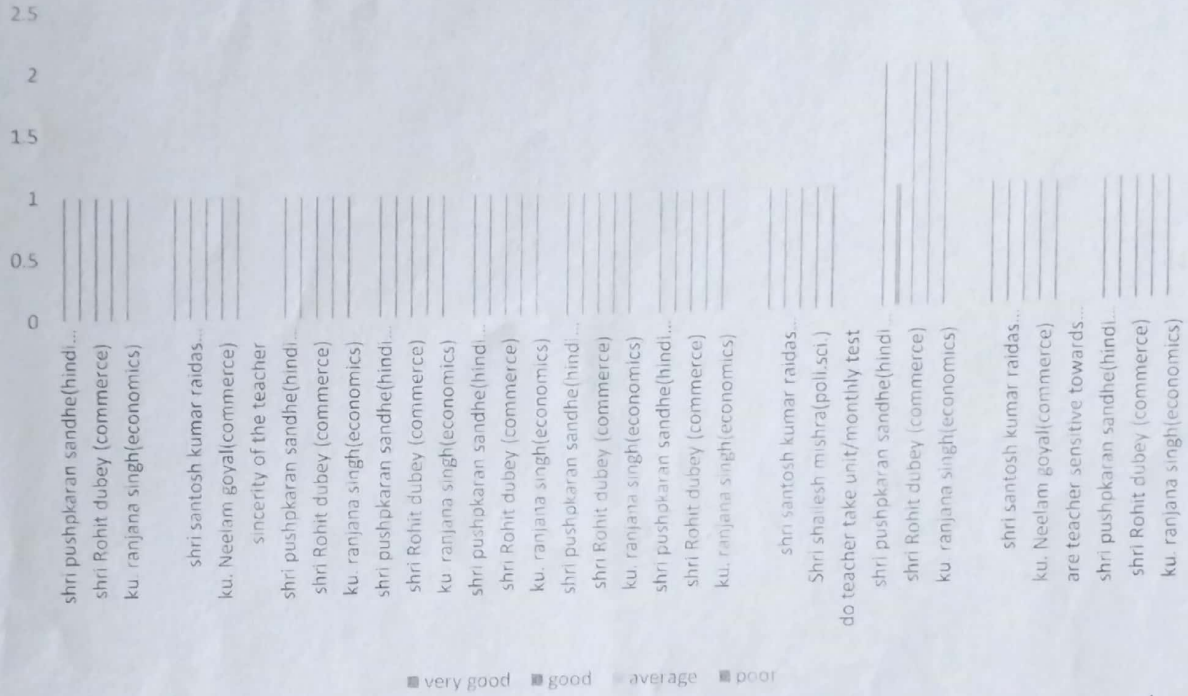 2.5
2
1.5
1
0.5
0
shri pushpkaran sandhe(hindi...
shri Rohit dubey (commerce)
ku. ranjana singh(economics)
shri santosh kumar raidas...
ku. Neelam goyal(commerce)
sincerity of the teacher
shri pushpkaran sandhe(hindi...
shri Rohit dubey (commerce)
ku. ranjana singh(economics)
shri pushpkaran sandhe(hindi...
shri Rohit dubey (commerce)
ku ranjana singh(economics)
shri pushpkaran sandhe(hindi...
shri Rohit dubey (commerce)
ku. ranjana singh(economics)
shri pushpkaran sandhe(hindi...
shri Rohit dubey (commerce)
ku. ranjana singh(economics)
shri pushpkaran sandhe(hindi...
shri Rohit dubey (commerce)
ku. ranjana singh(economics)
shri santosh kumar raidas...
Shri shailesh mishra(poli.sci.)
do teacher take unit/monthly test
shri pushpkaran sandhe(hindi...
shri Rohit dubey (commerce)
ku ranjana singh(economics)
shri santosh kumar raidas...
ku. Neelam goyal(commerce)
are teacher sensitive towards...
shri pushpkaran sandhe(hindi...
shri Rohit dubey (commerce)
ku. ranjana singh(economics)
very good good average poor